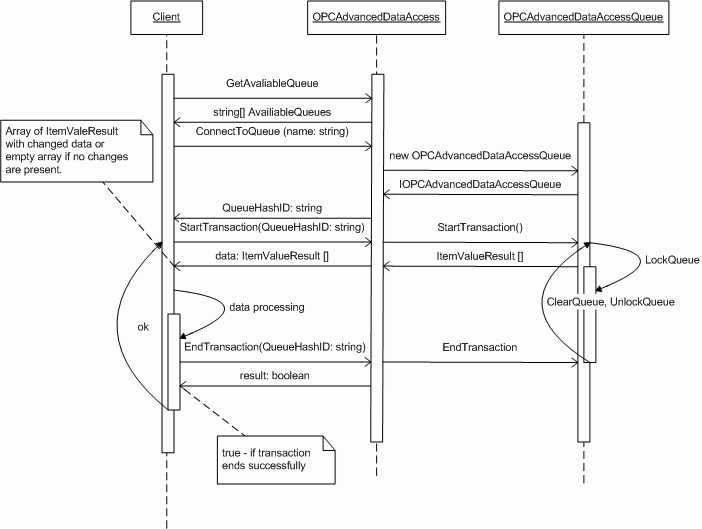 Client
OPCAdvancedDataAccess
OPCAdvancedDataAccessQueue
GetAvaliableQueue
string[] AvailiableQueues
Array of ItemValeResult
with changed data or
empty array if no changes
are present.
ConnectToQueue (name: string)
new OPCAdvancedDataAccessQueue
IOPCAdvancedDataAccessQueue
QueueHashID: string
StartTransaction(QueueHashID: string)
StartTransaction()
data: ItemValueResult []
ItemValueResult []
LockQueue
data processing
ClearQueue, UnlockQueue
ok
EndTransaction(QueueHashID: string)
EndTransaction
result: boolean
true - if transaction
ends successfully